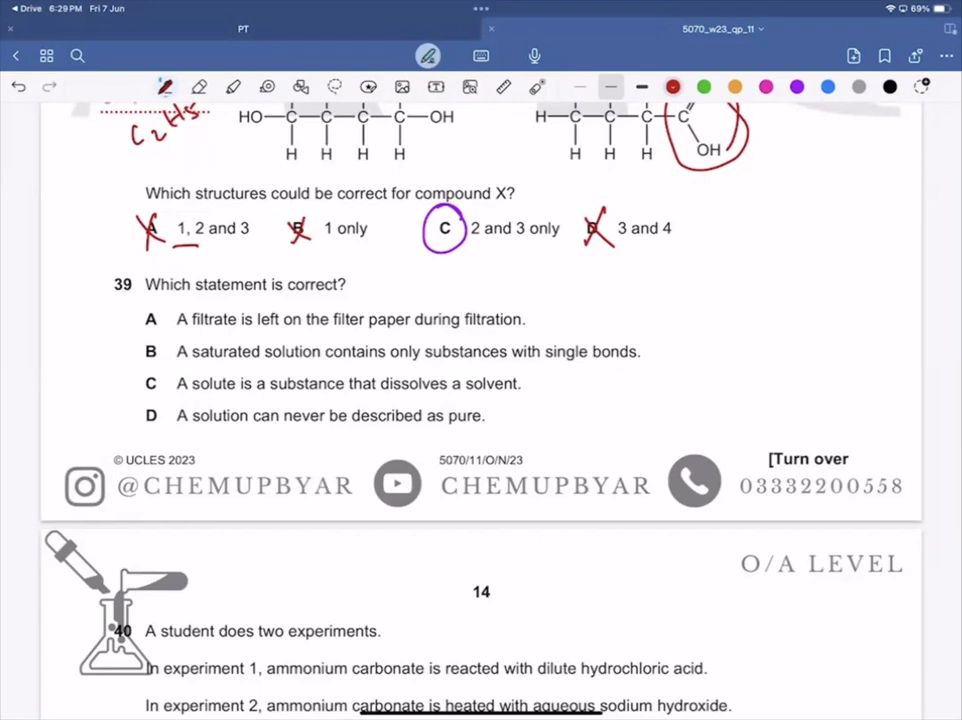 Drive 6:29 PM Fri 7 Jun 69%
PT 5070_w23_qp_11
C2H5
HO C C C C OH H C C C C
OH
H H H H H H H
Which structures could be correct for compound X?
A 1, 2 and 3 B 1 only C 2 and 3 only D 3 and 4
39 Which statement is correct?
A A filtrate is left on the filter paper during filtration.
B A saturated solution contains only substances with single bonds.
C A solute is a substance that dissolves a solvent.
D A solution can never be described as pure.
© UCLES 2023 5070/11/O/N/23 [Turn over
@CHEMUPBYAR CHEMUPBYAR 03332200558
O/A LEVEL
14
40 A student does two experiments.
In experiment 1, ammonium carbonate is reacted with dilute hydrochloric acid.
In experiment 2, ammonium carbonate is heated with aqueous sodium hydroxide.